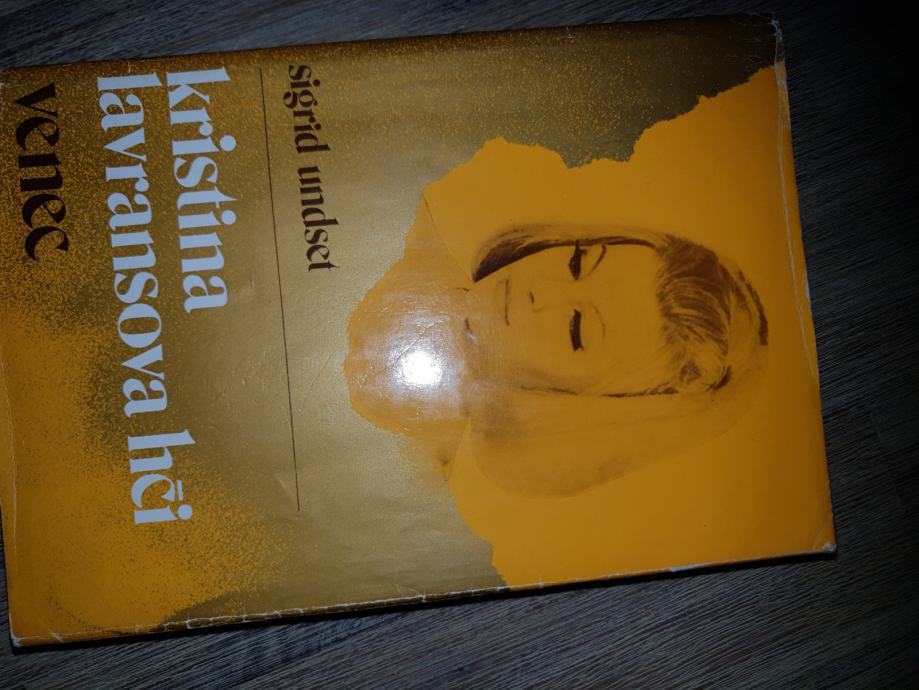 sigrid undset
kristina
lavransova hči
venec